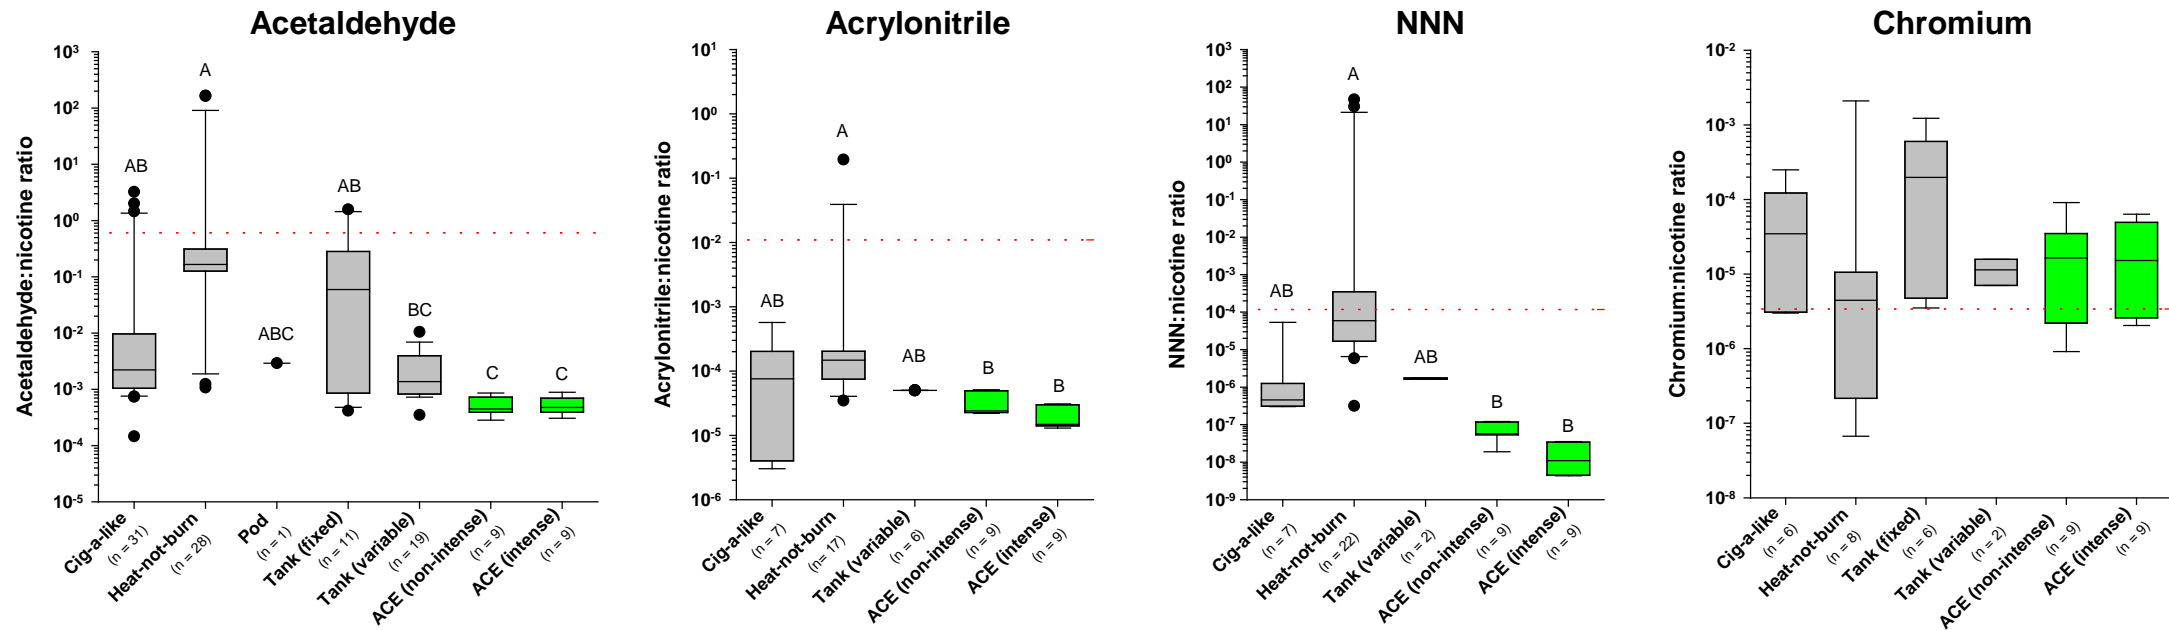 Acetaldehyde
Acetaldehyde:nicotine ratio
10³
10²
10¹
10⁰
10⁻¹
10⁻²
10⁻³
10⁻⁴
10⁻⁵
AB
A
ABC
AB
BC
C
C
Cig-a-like
(n = 31)
Heat-not-burn
(n = 28)
Pod
(n = 1)
Tank (fixed)
(n = 11)
Tank (variable)
(n = 19)
ACE (non-intense)
(n = 9)
ACE (intense)
(n = 9)
Acrylonitrile
Acrylonitrile:nicotine ratio
10¹
10⁰
10⁻¹
10⁻²
10⁻³
10⁻⁴
10⁻⁵
10⁻⁶
AB
A
AB
B
B
Cig-a-like
(n = 7)
Heat-not-burn
(n= 17)
Tank (variable)
(n = 6)
ACE (non-intense)
(n = 9)
ACE (intense)
(n = 9)
NNN
NNN:nicotine ratio
10³
10²
10¹
10⁰
10⁻¹
10⁻²
10⁻³
10⁻⁴
10⁻⁵
10⁻⁶
10⁻⁷
10⁻⁸
10⁻⁹
AB
A
AB
B
B
Cig-a-like
(n = 7)
Heat-not-burn
(n = 22)
Tank (variable)
(n = 2)
ACE (non-intense)
(n = 9)
ACE (intense)
(n = 9)
Chromium
Chromium:nicotine ratio
10⁻²
10⁻³
10⁻⁴
10⁻⁵
10⁻⁶
10⁻⁷
10⁻⁸
Cig-a-like
(n = 6)
Heat-not-burn
(n = 8)
Tank (fixed)
(n = 6)
Tank (variable)
(n = 2)
ACE (non-intense)
(n = 9)
ACE (intense)
(n = 9)